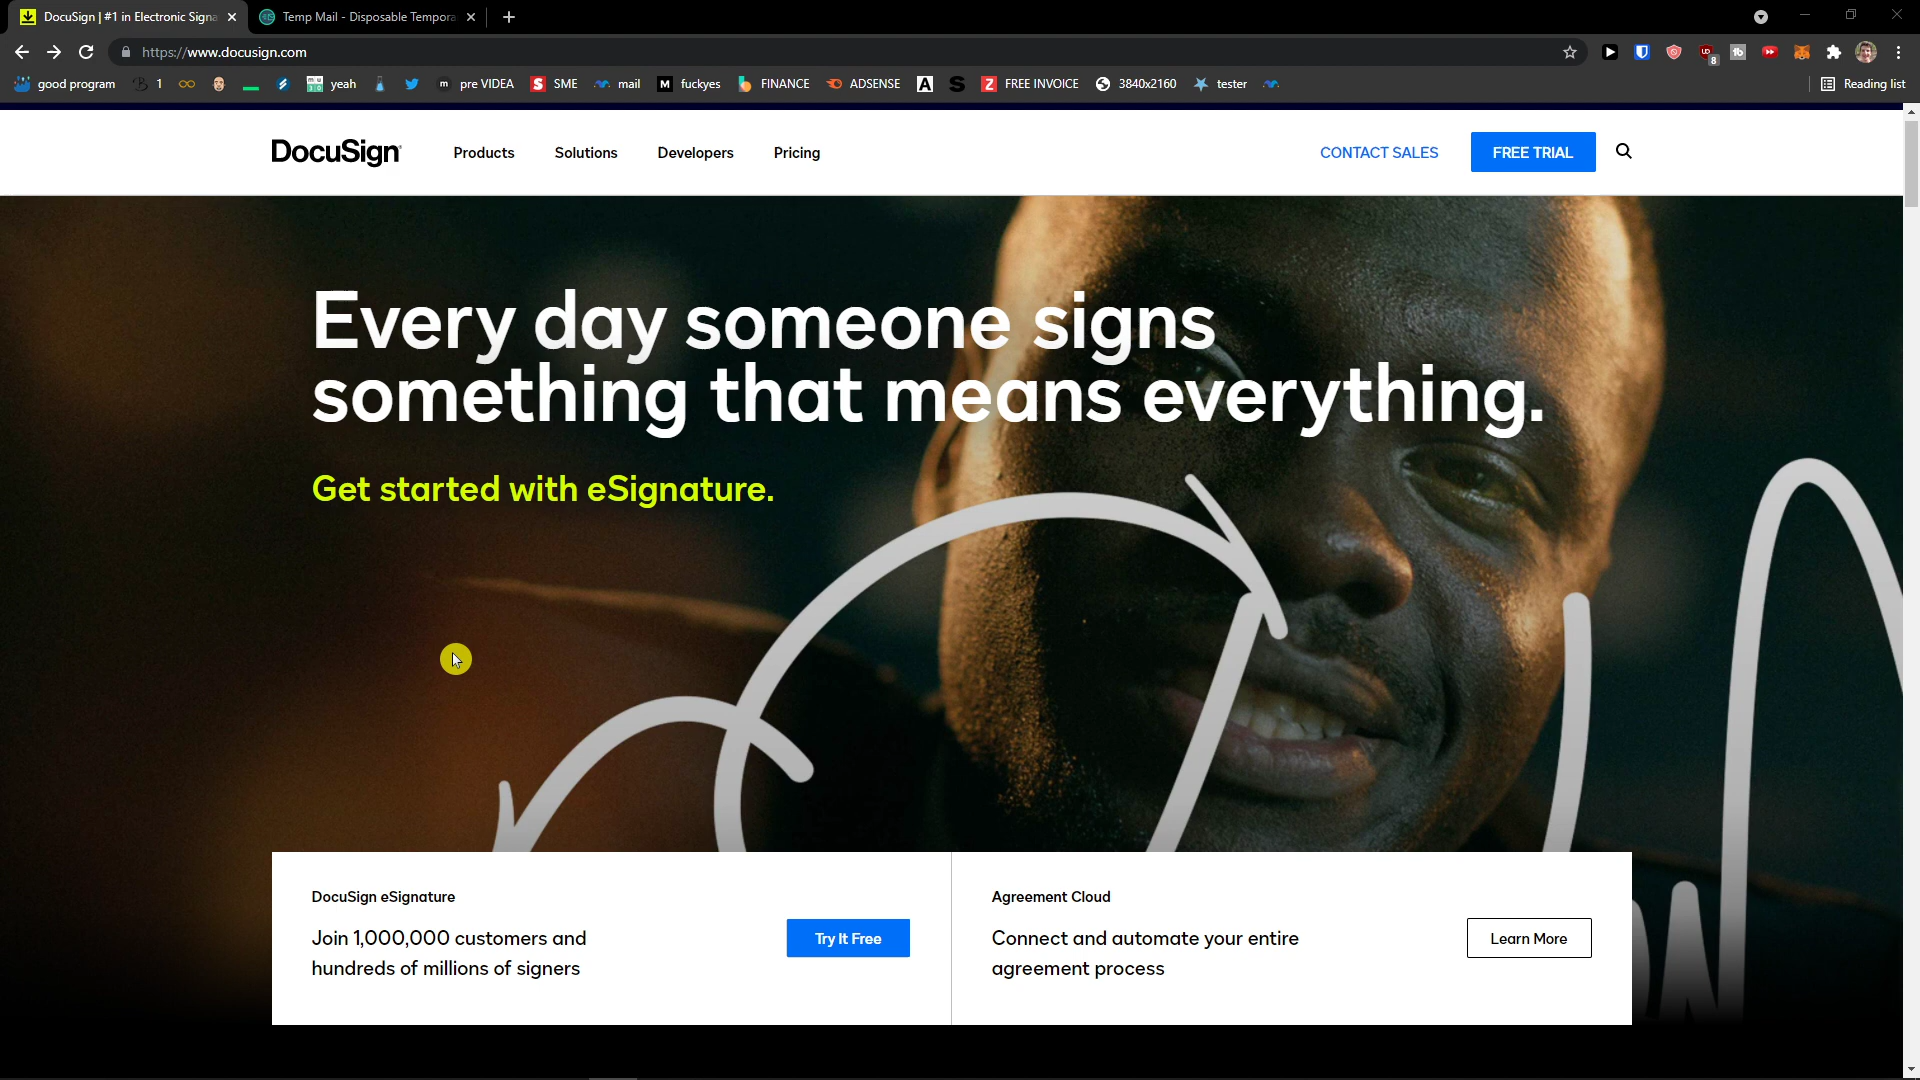 DocuSign | #1 in Electronic Signa
Temp Mail - Disposable Tempora
https://www.docusign.com
8
good program
1
yeah
pre VIDEA
SME
mail
fuckyes
FINANCE
ADSENSE
FREE INVOICE
3840x2160
tester
Reading list
DocuSign
Products
Solutions
Developers
Pricing
CONTACT SALES
FREE TRIAL
Every day someone signs
something that means everything.
Get started with eSignature.
DocuSign eSignature
Join 1,000,000 customers and
hundreds of millions of signers
Try It Free
Agreement Cloud
Connect and automate your entire
agreement process
Learn More